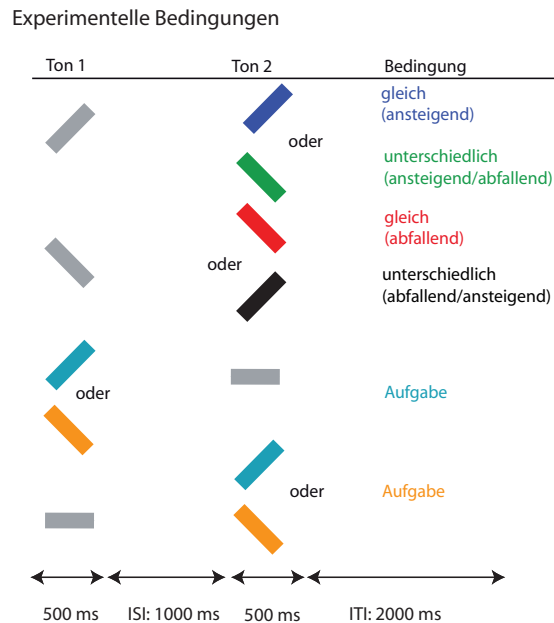 Experimentelle Bedingungen
Ton 1 Ton 2 Bedingung
gleich
(ansteigend)
oder
unterschiedlich
(ansteigend/abfallend)
gleich
(abfallend)
oder
unterschiedlich
(abfallend/ansteigend)
oder
Aufgabe
oder
Aufgabe
500 ms ISI: 1000 ms 500 ms ITI: 2000 ms